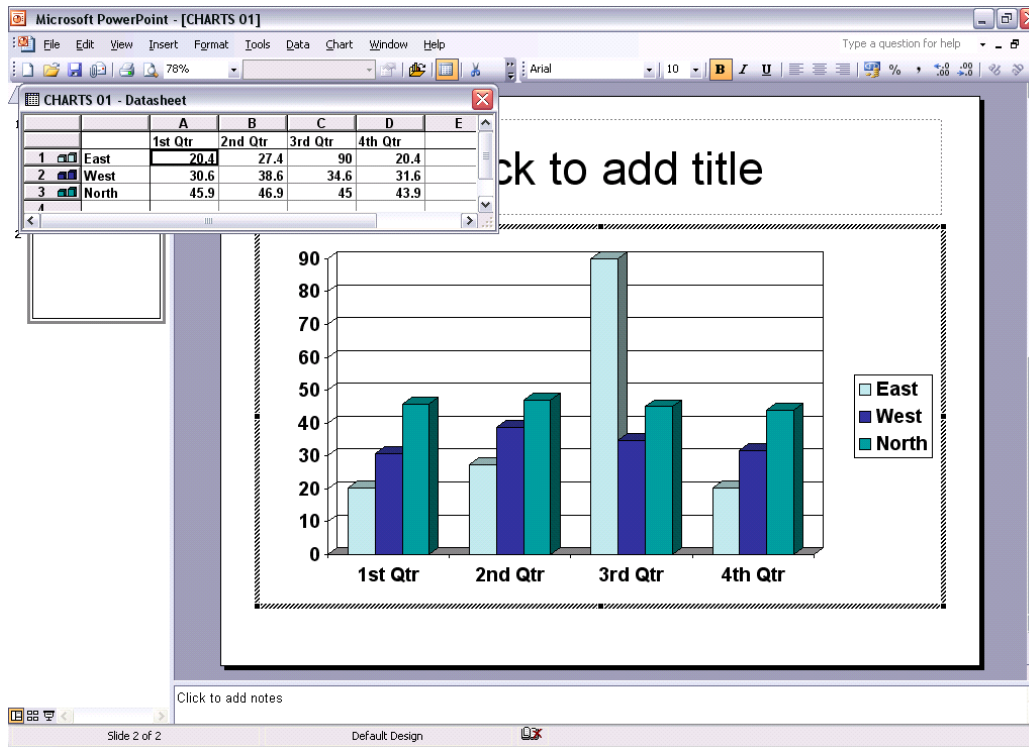 Microsoft PowerPoint - [CHARTS 01]
File Edit View Insert Format Tools Data Chart Window Help Type a question for help
78% Arial 10 B I U % ,
CHARTS 01 - Datasheet
A B C D E
1st Qtr 2nd Qtr 3rd Qtr 4th Qtr
1 East 20.4 27.4 90 20.4
2 West 30.6 38.6 34.6 31.6
3 North 45.9 46.9 45 43.9
4
2
ck to add title
90
80
70
60
50
40
30
20
10
0
1st Qtr 2nd Qtr 3rd Qtr 4th Qtr
East
West
North
Click to add notes
Slide 2 of 2 Default Design